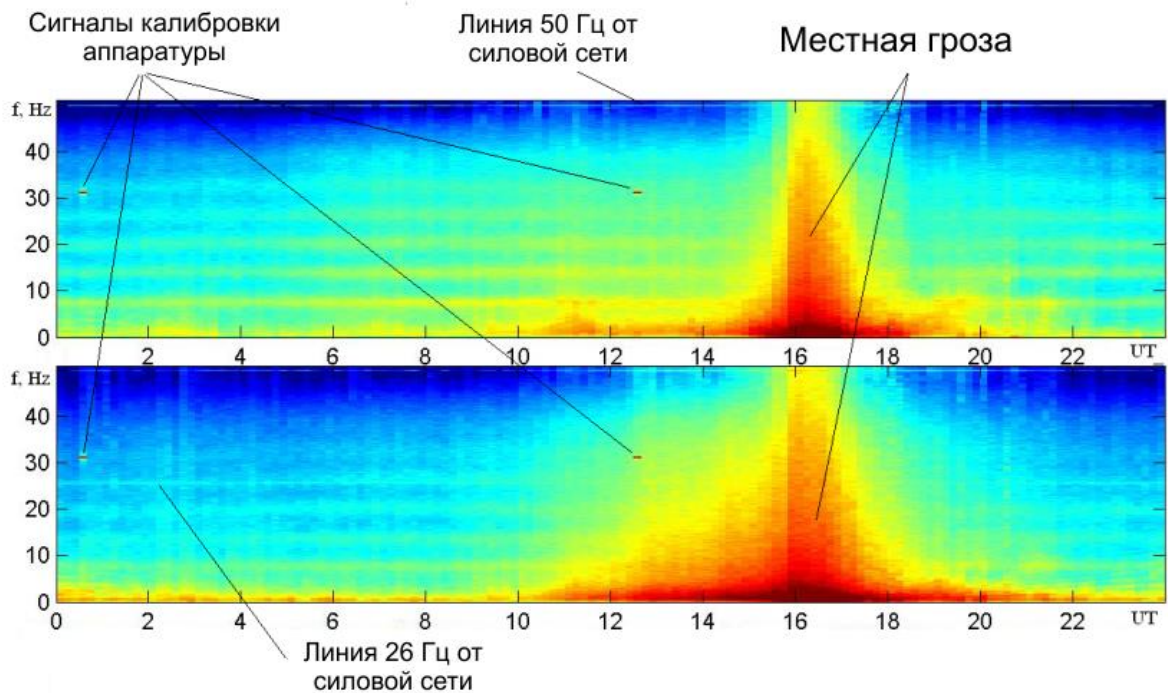 Сигналы калибровки
аппаратуры
Линия 50 Гц от
силовой сети
Местная гроза
f, Hz
40
30
20
10
0
2 4 6 8 10 12 14 16 18 20 22 UT
f, Hz
40
30
20
10
0
0 2 4 6 8 10 12 14 16 18 20 22 UT
Линия 26 Гц от
силовой сети